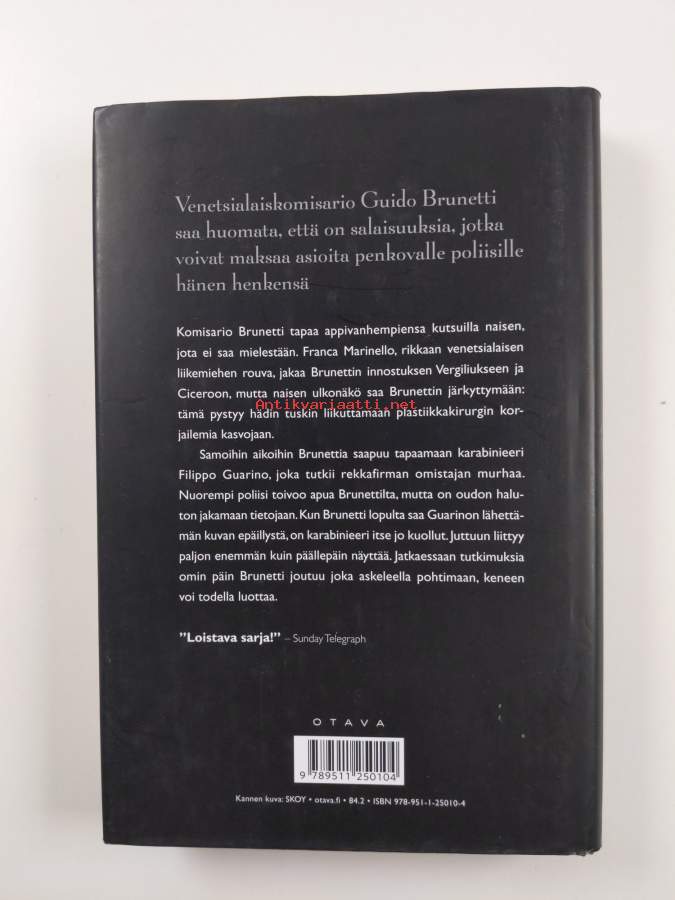 Venetsialaiskomisario Guido Brunetti
saa huomata, että on salaisuuksia, jotka
voivat maksaa asioita penkovalle poliisille
hänen henkensä
Komisario Brunetti tapaa appivanhempiensa kutsuilla naisen,
jota ei saa mielestään. Franca Marinello, rikkaan venetsialaisen
liikemiehen rouva, jakaa Brunettin innostuksen Vergiliukseen ja
Ciceroon, mutta naisen ulkonäkö saa Brunettin järkyttymään:
Antikvariaatti.net
tämä pystyy hädin tuskin liikuttamaan plastiikkakirurgin kor-
jailemia kasvojaan.
Samoihin aikoihin Brunettia saapuu tapaamaan karabinieeri
Filippo Guarino, joka tutkii rekkafirman omistajan murhaa.
Nuorempi poliisi toivoo apua Brunettilta, mutta on oudon halu-
ton jakamaan tietojaan. Kun Brunetti lopulta saa Guarinon lähettä-
män kuvan epäillystä, on karabinieeri itse jo kuollut. Juttuun liittyy
paljon enemmän kuin päällepäin näyttää. Jatkaessaan tutkimuksia
omin päin Brunetti joutuu joka askeleella pohtimaan, keneen
voi todella luottaa.
”Loistava sarja!” – Sunday Telegraph
OTAVA
9 789511 250104
Kannen kuva: SKOY • otava.fi • 84.2 • ISBN 978-951-1-25010-4